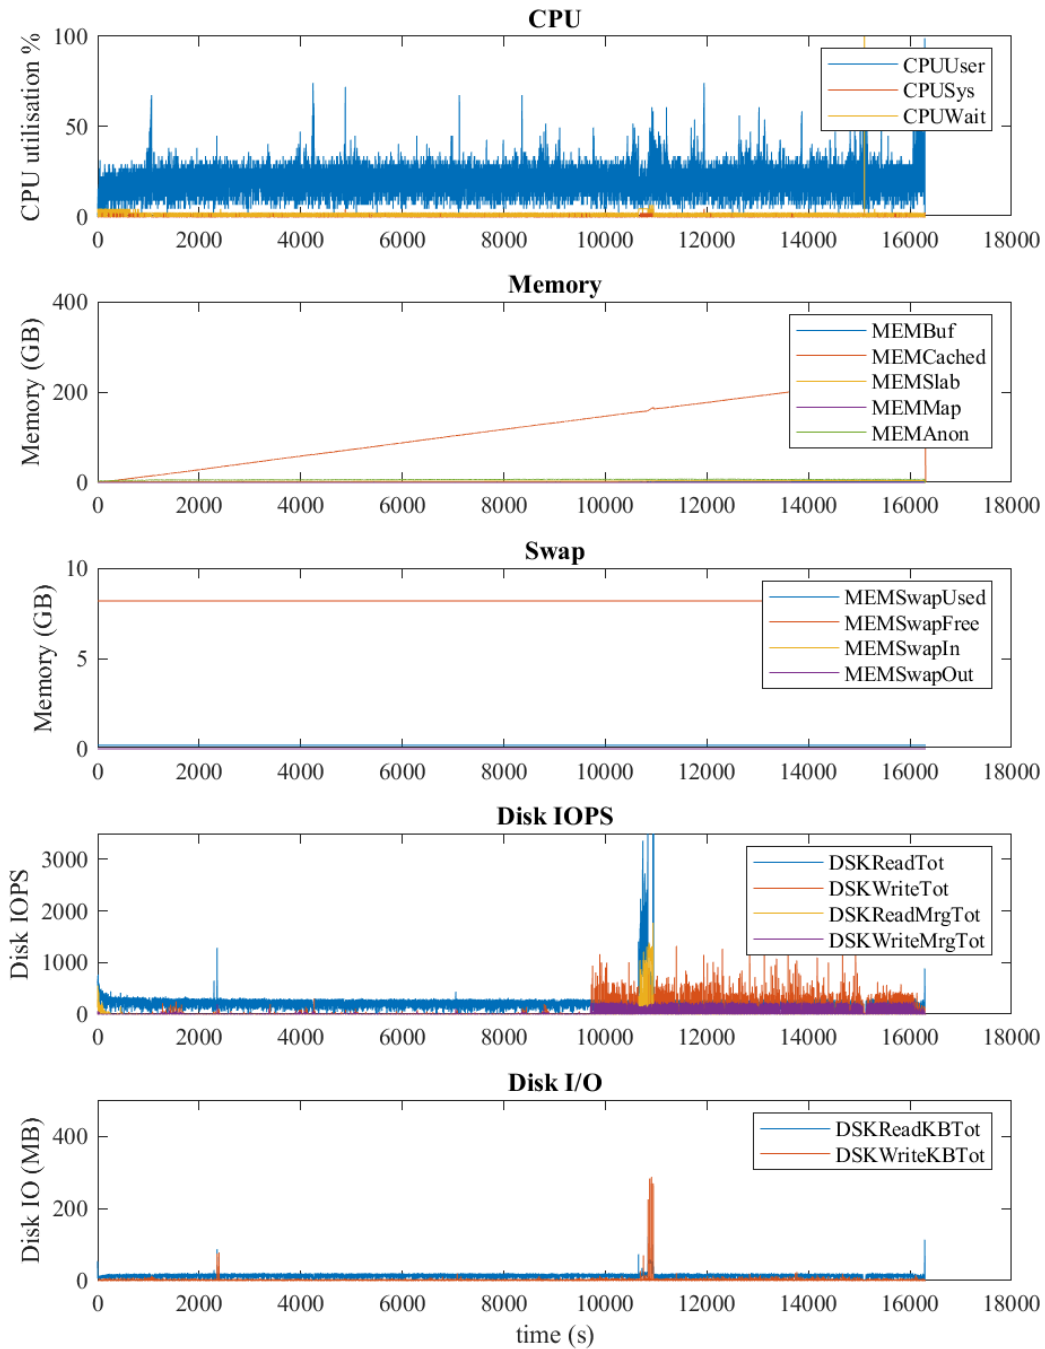 CPU
CPU utilisation %
100
50
0
CPUUser
CPUSys
CPUWait
0 2000 4000 6000 8000 10000 12000 14000 16000 18000
Memory
Memory (GB)
400
200
0
MEMBuf
MEMCached
MEMSlab
MEMMap
MEMAnon
0 2000 4000 6000 8000 10000 12000 14000 16000 18000
Swap
Memory (GB)
10
5
0
MEMSwapUsed
MEMSwapFree
MEMSwapIn
MEMSwapOut
0 2000 4000 6000 8000 10000 12000 14000 16000 18000
Disk IOPS
Disk IOPS
3000
2000
1000
0
DSKReadTot
DSKWriteTot
DSKReadMrgTot
DSKWriteMrgTot
0 2000 4000 6000 8000 10000 12000 14000 16000 18000
Disk I/O
Disk IO (MB)
400
200
0
DSKReadKBTot
DSKWriteKBTot
0 2000 4000 6000 8000 10000 12000 14000 16000 18000
time (s)